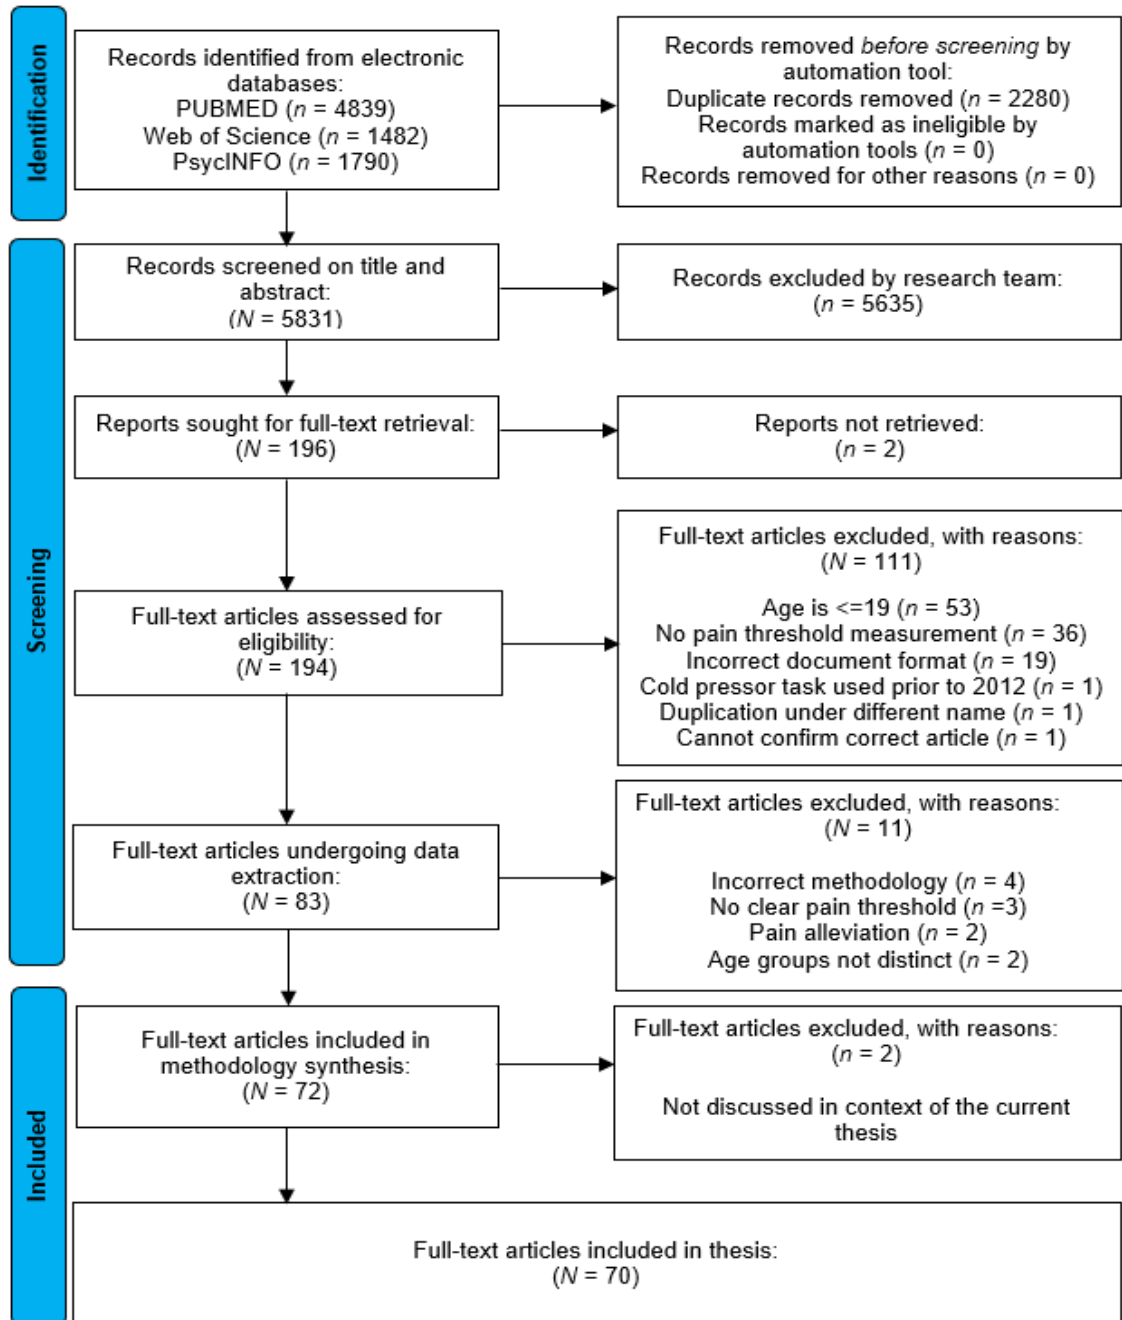 Identification
Records identified from electronic
databases:
PUBMED (n = 4839)
Web of Science (n = 1482)
PsycINFO (n = 1790)
Records removed before screening by
automation tool:
Duplicate records removed (n = 2280)
Records marked as ineligible by
automation tools (n = 0)
Records removed for other reasons (n = 0)
Screening
Records screened on title and
abstract:
(N = 5831)
Records excluded by research team:
(n = 5635)
Reports sought for full-text retrieval:
(N = 196)
Reports not retrieved:
(n = 2)
Full-text articles assessed for
eligibility:
(N = 194)
Full-text articles excluded, with reasons:
(N = 111)
Age is <=19 (n = 53)
No pain threshold measurement (n = 36)
Incorrect document format (n = 19)
Cold pressor task used prior to 2012 (n = 1)
Duplication under different name (n = 1)
Cannot confirm correct article (n = 1)
Full-text articles undergoing data
extraction:
(N = 83)
Full-text articles excluded, with reasons:
(N = 11)
Incorrect methodology (n = 4)
No clear pain threshold (n =3)
Pain alleviation (n = 2)
Age groups not distinct (n = 2)
Included
Full-text articles included in
methodology synthesis:
(N = 72)
Full-text articles excluded, with reasons:
(n = 2)
Not discussed in context of the current
thesis
Full-text articles included in thesis:
(N = 70)